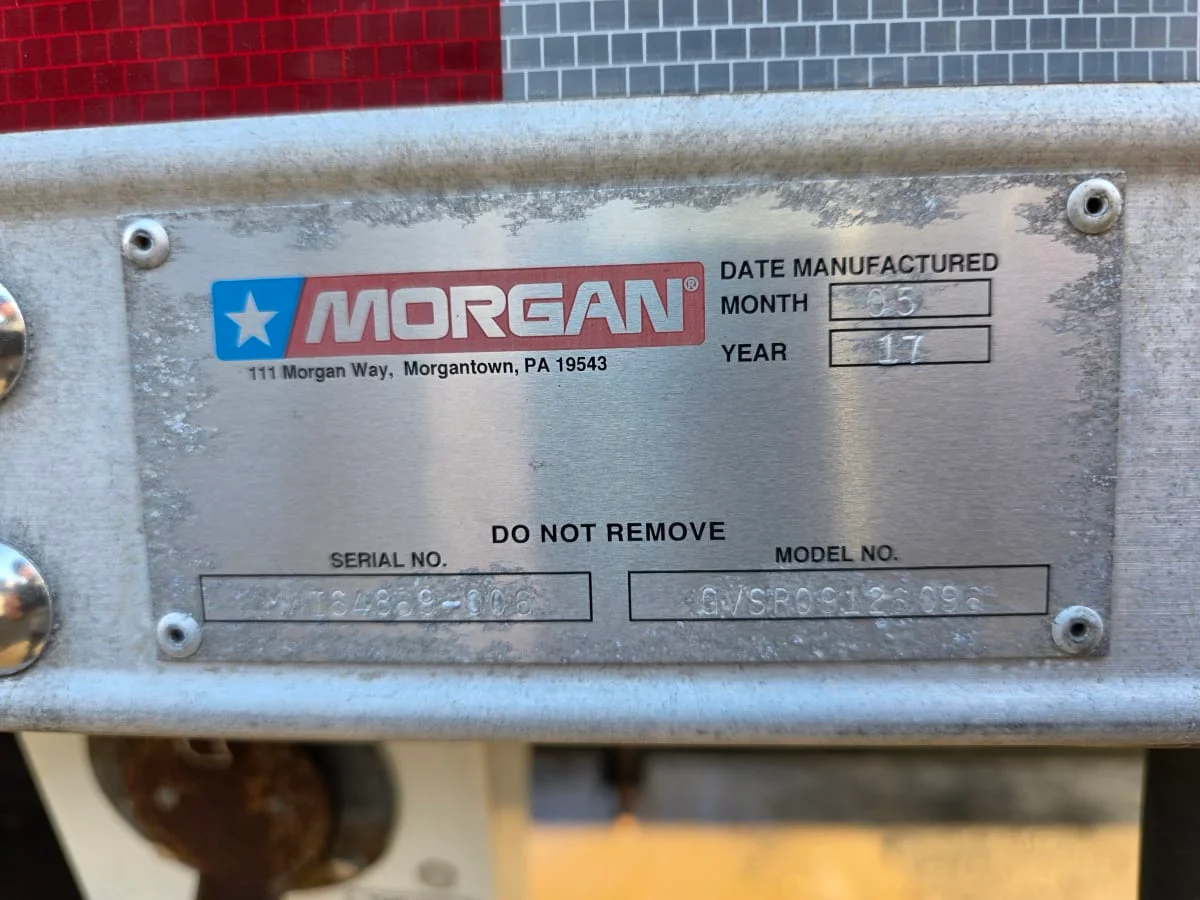 MORGAN®
111 Morgan Way, Morgantown, PA 19543
DATE MANUFACTURED
MONTH 05
YEAR 17
DO NOT REMOVE
SERIAL NO.
MODEL NO.